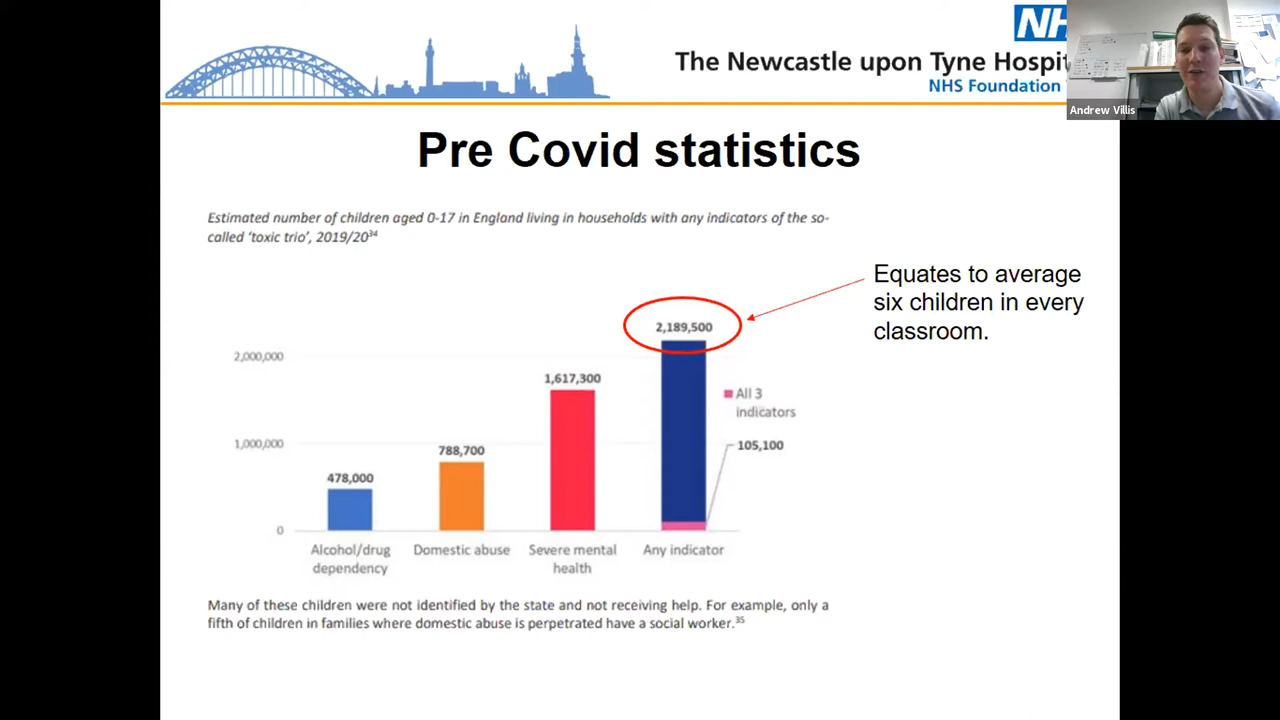 NH
The Newcastle upon Tyne Hospit
NHS Foundation
Andrew Villis
Pre Covid statistics
Estimated number of children aged 0-17 in England living in households with any indicators of the so-
called ‘toxic trio’, 2019/20³⁴
Equates to average
six children in every
classroom.
2,189,500
2,000,000
1,617,300
All 3
indicators
1,000,000
788,700
105,100
478,000
0
Alcohol/drug
dependency
Domestic abuse
Severe mental
health
Any indicator
Many of these children were not identified by the state and not receiving help. For example, only a
fifth of children in families where domestic abuse is perpetrated have a social worker.³⁵